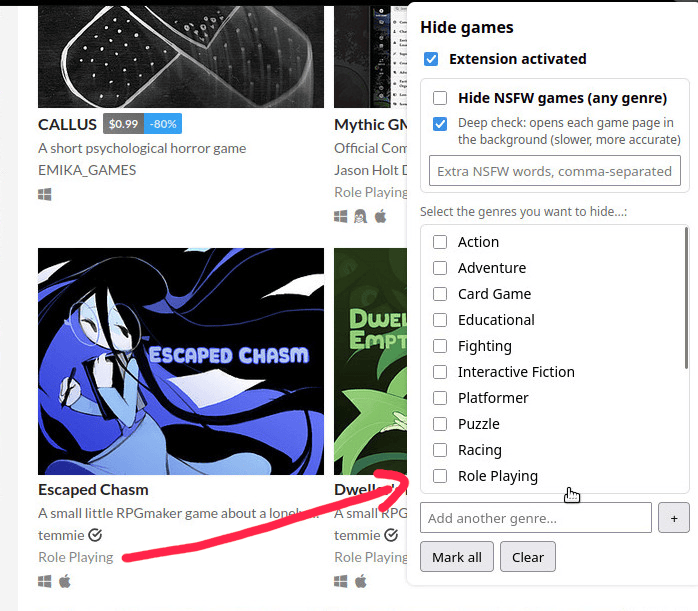 CALLUS $0.99 -80%
A short psychological horror game
EMIKA_GAMES
Mythic GM
Official Com
Jason Holt D
Role Playing
ESCAPED CHASM
Escaped Chasm
A small little RPGmaker game about a lonely...
temmie
Role Playing
DWEL
EMPT
Dwelle
A small RPG
temmie
Role Playing
Hide games
Extension activated
Hide NSFW games (any genre)
Deep check: opens each game page in
the background (slower, more accurate)
Extra NSFW words, comma-separated
Select the genres you want to hide...:
Action
Adventure
Card Game
Educational
Fighting
Interactive Fiction
Platformer
Puzzle
Racing
Role Playing
Add another genre...
+
Mark all
Clear